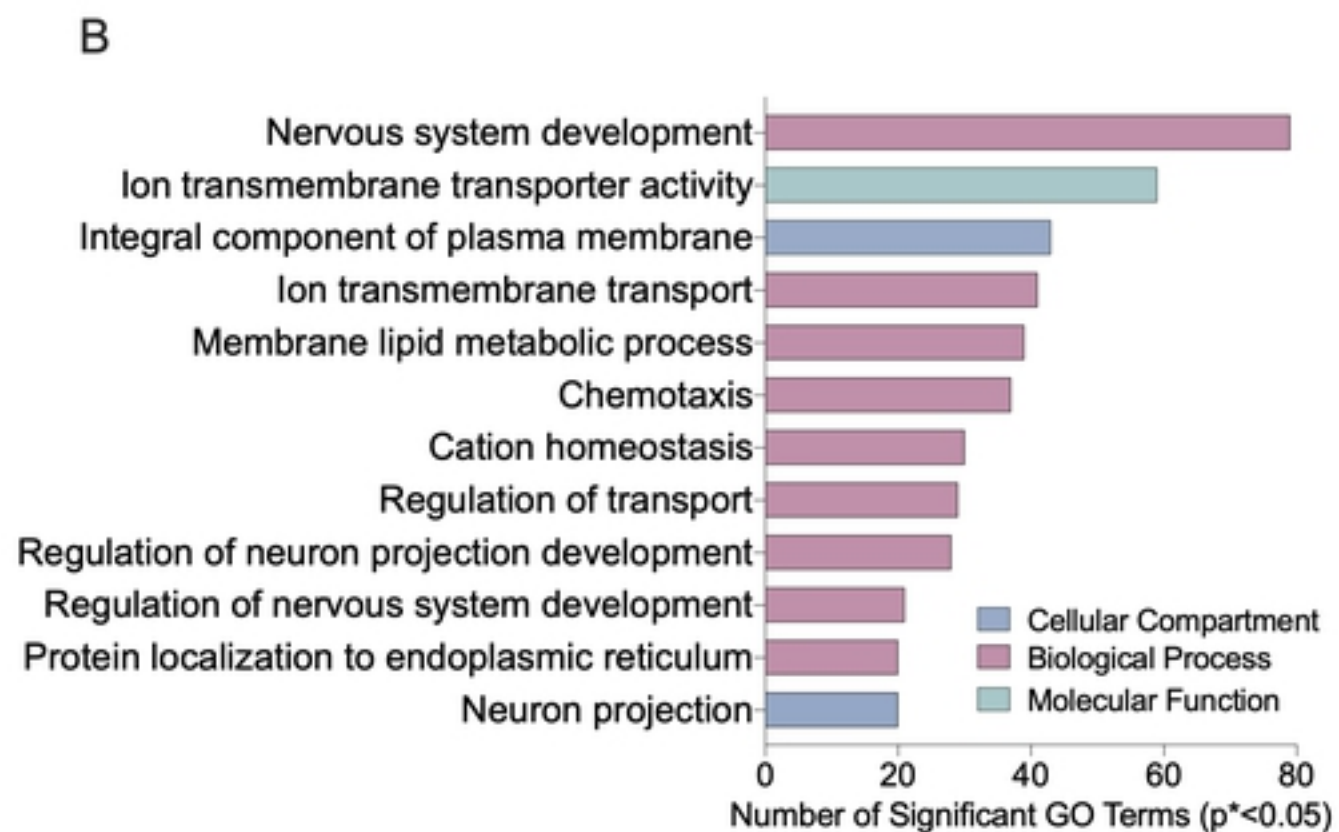 B
Nervous system development
Ion transmembrane transporter activity
Integral component of plasma membrane
Ion transmembrane transport
Membrane lipid metabolic process
Chemotaxis
Cation homeostasis
Regulation of transport
Regulation of neuron projection development
Regulation of nervous system development
Protein localization to endoplasmic reticulum
Neuron projection
Cellular Compartment
Biological Process
Molecular Function
0 20 40 60 80
Number of Significant GO Terms (p*<0.05)